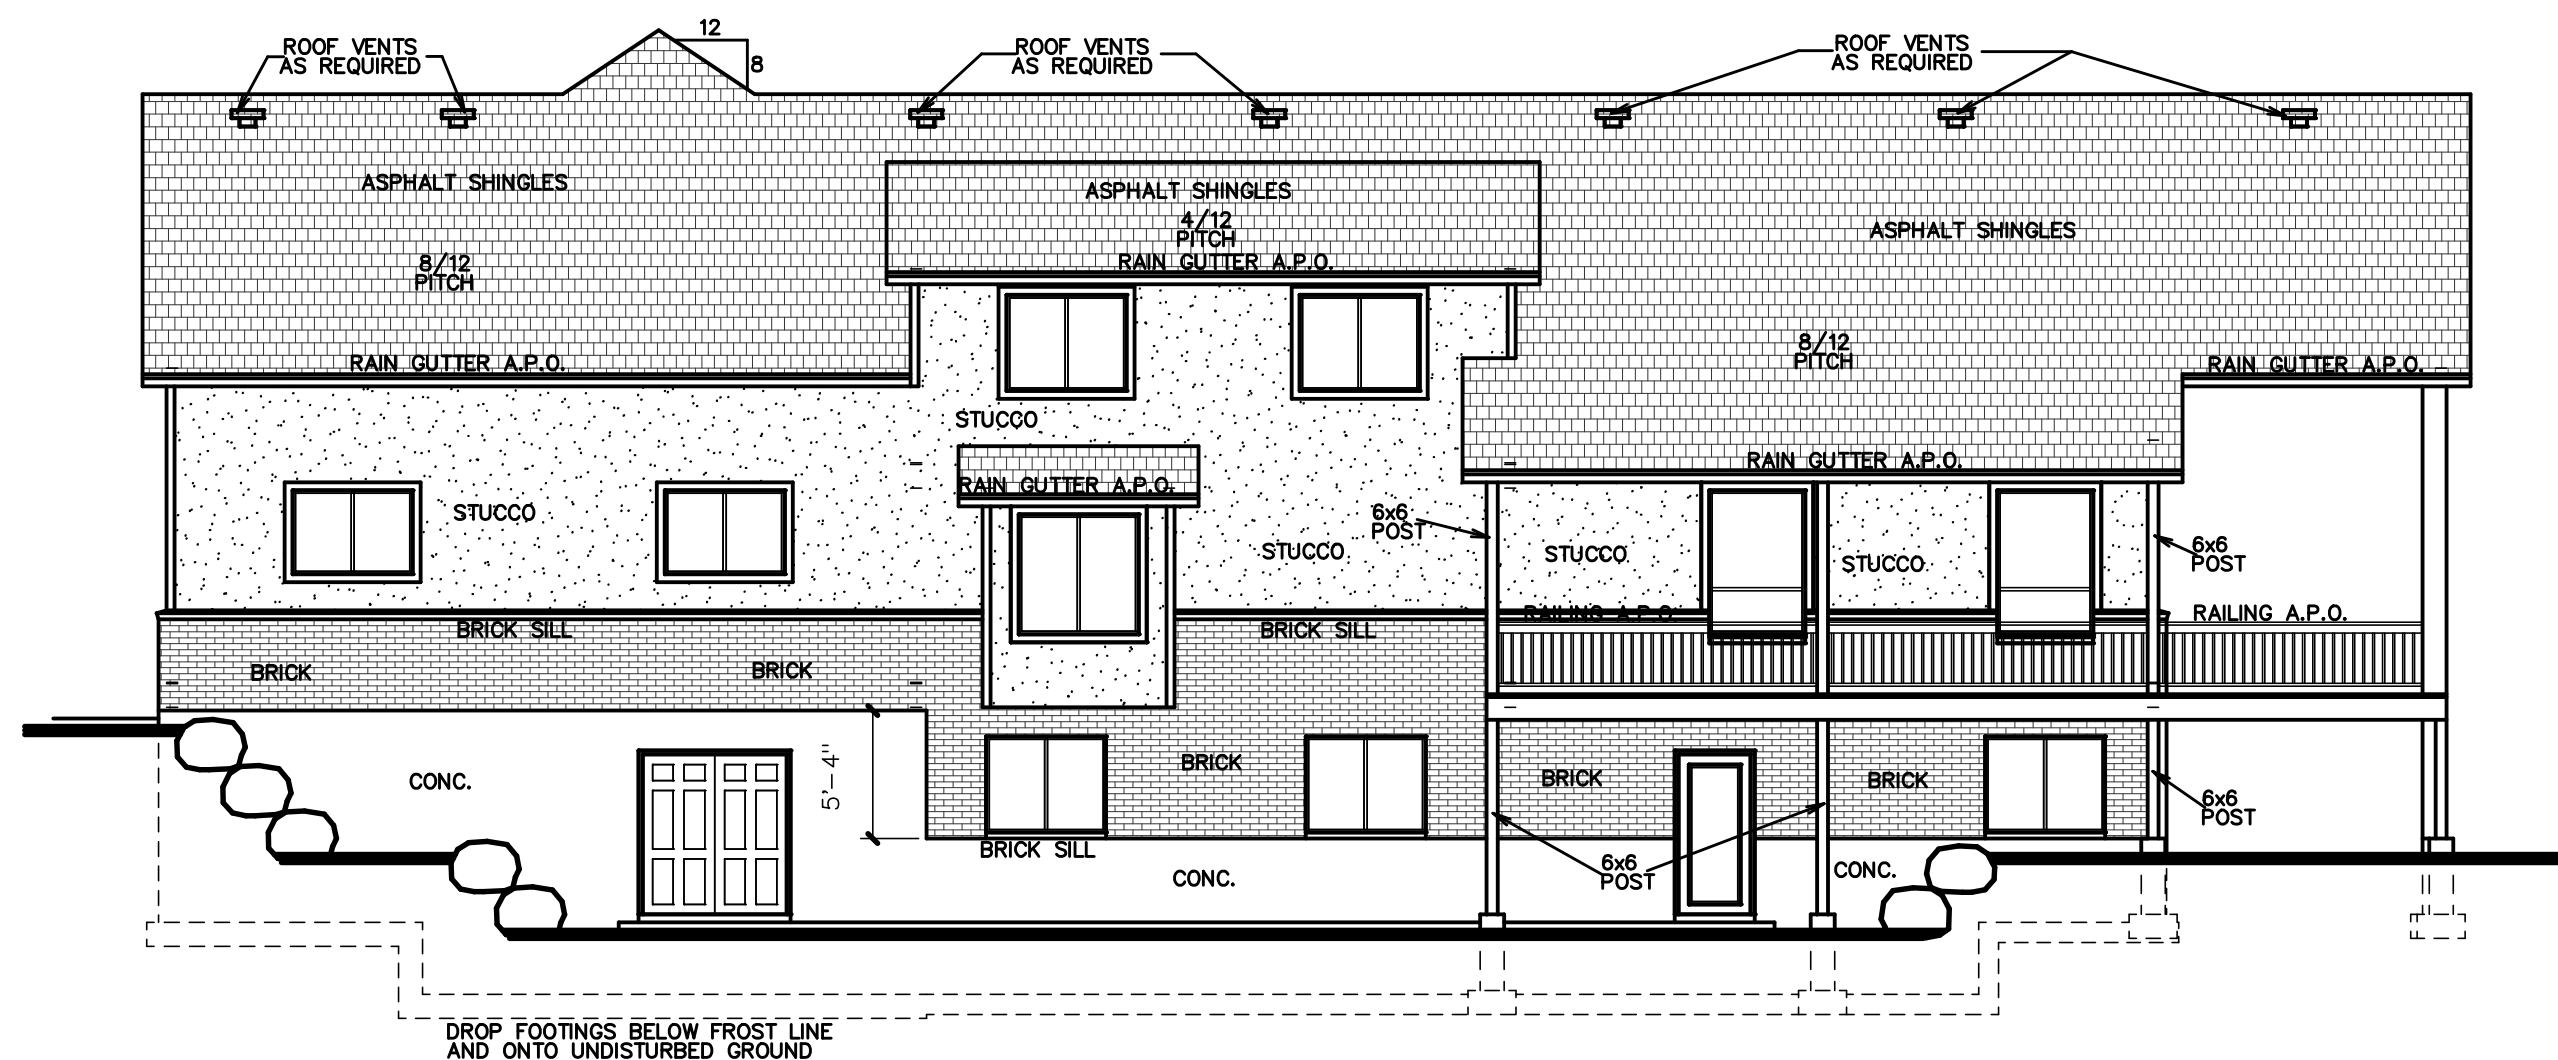 12
8
ROOF VENTS
AS REQUIRED
ROOF VENTS
AS REQUIRED
ROOF VENTS
AS REQUIRED
ASPHALT SHINGLES
ASPHALT SHINGLES
4/12
PITCH
RAIN GUTTER A.P.O.
ASPHALT SHINGLES
8/12
PITCH
8/12
PITCH
RAIN GUTTER A.P.O.
RAIN GUTTER A.P.O.
STUCCO
RAIN GUTTER A.P.O.
RAIN GUTTER A.P.O.
STUCCO
6x6
POST
STUCCO
STUCCO
STUCCO
6x6
POST
RAILING A.P.O.
RAILING A.P.O.
BRICK SILL
BRICK SILL
BRICK
BRICK
CONC.
5'-4"
BRICK
BRICK
BRICK
6x6
POST
BRICK SILL
CONC.
6x6
POST
CONC.
DROP FOOTINGS BELOW FROST LINE
AND ONTO UNDISTURBED GROUND